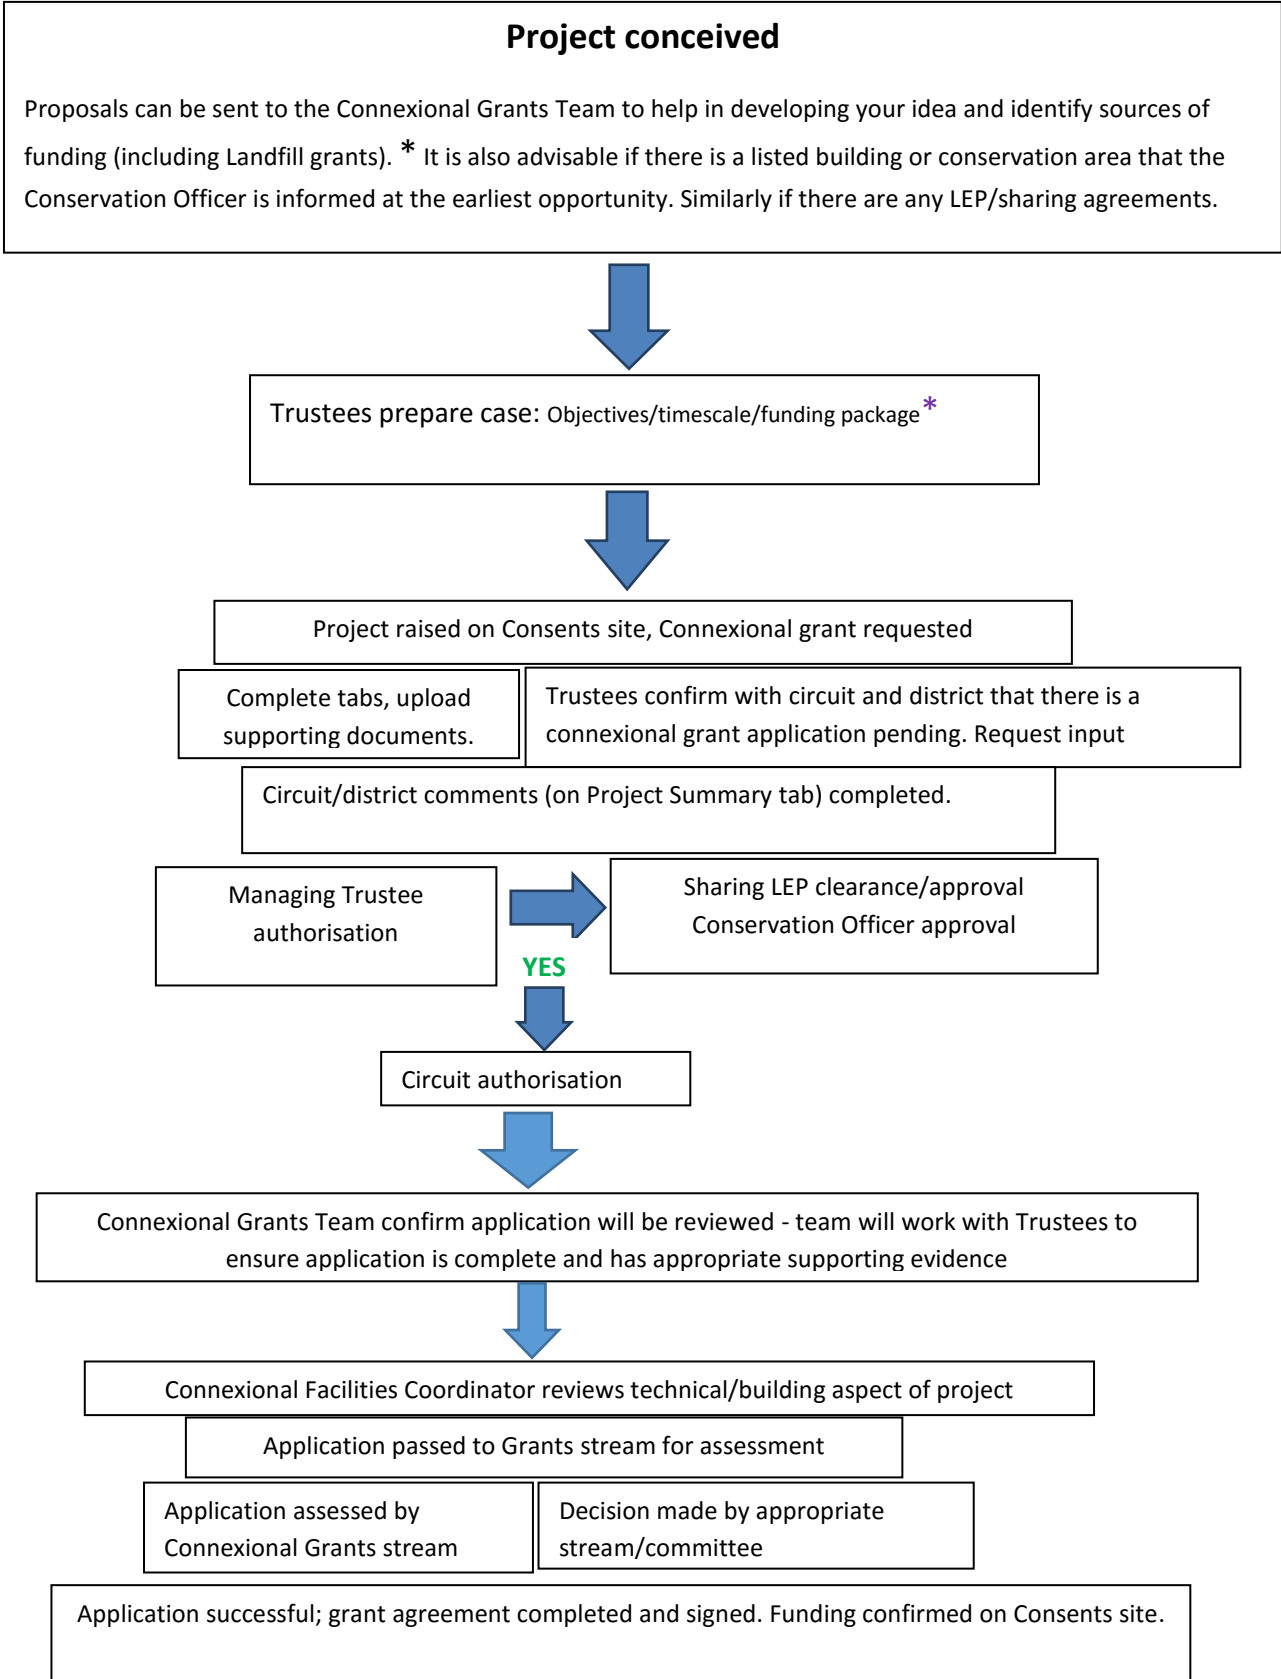 Project conceived
Proposals can be sent to the Connexional Grants Team to help in developing your idea and identify sources of
funding (including Landfill grants). * It is also advisable if there is a listed building or conservation area that the
Conservation Officer is informed at the earliest opportunity. Similarly if there are any LEP/sharing agreements.
Trustees prepare case: Objectives/timescale/funding package*
Project raised on Consents site, Connexional grant requested
Complete tabs, upload
supporting documents.
Trustees confirm with circuit and district that there is a
connexional grant application pending. Request input
Circuit/district comments (on Project Summary tab) completed.
Managing Trustee
authorisation
Sharing LEP clearance/approval
Conservation Officer approval
YES
Circuit authorisation
Connexional Grants Team confirm application will be reviewed - team will work with Trustees to
ensure application is complete and has appropriate supporting evidence
Connexional Facilities Coordinator reviews technical/building aspect of project
Application passed to Grants stream for assessment
Application assessed by
Connexional Grants stream
Decision made by appropriate
stream/committee
Application successful; grant agreement completed and signed. Funding confirmed on Consents site.